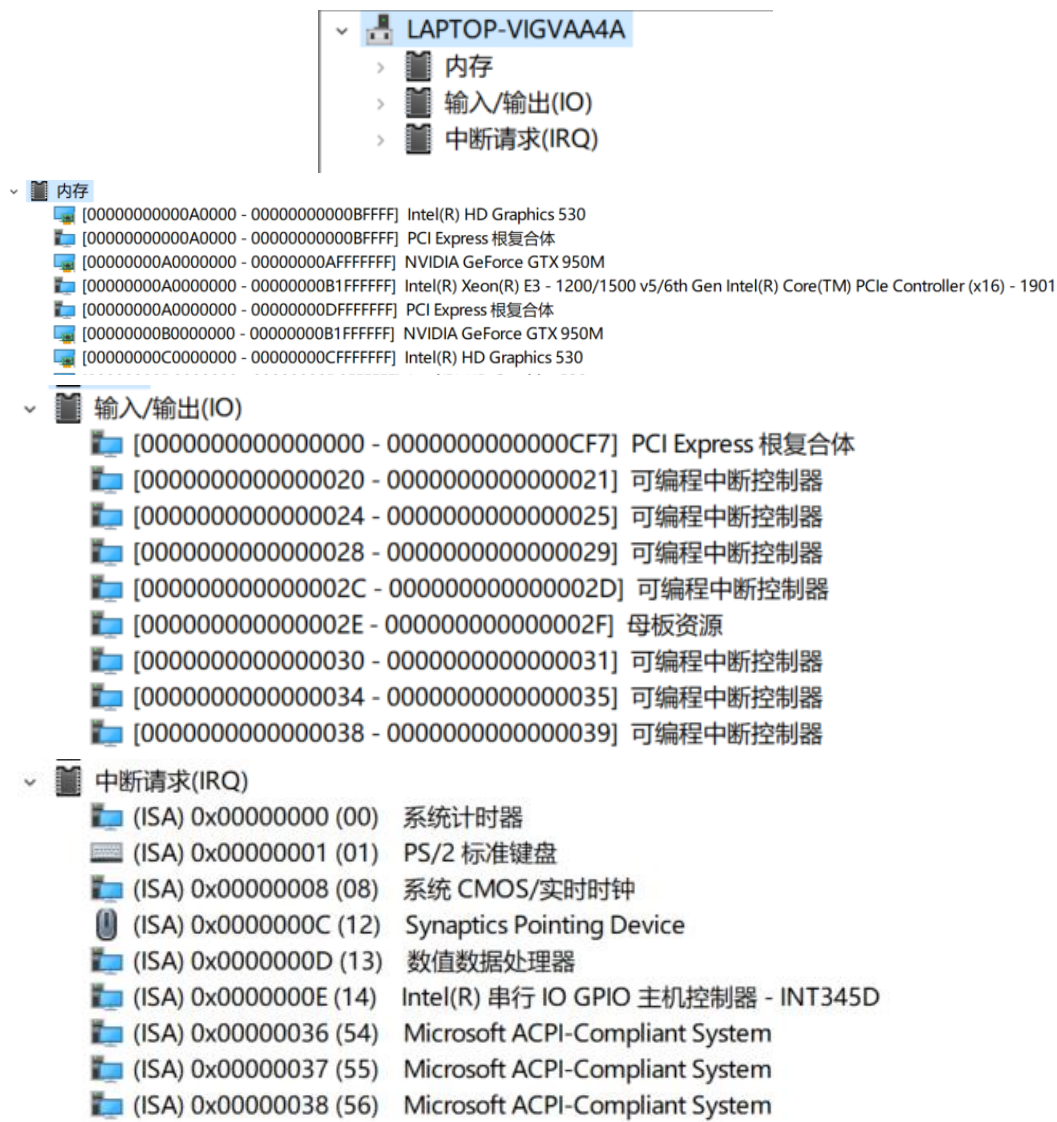 LAPTOP-VIGVAA4A
内存
输入/输出(IO)
中断请求(IRQ)
内存
[00000000000A0000 - 00000000000BFFFF] Intel(R) HD Graphics 530
[00000000000A0000 - 00000000000BFFFF] PCI Express 根复合体
[00000000A0000000 - 00000000AFFFFFFF] NVIDIA GeForce GTX 950M
[00000000A0000000 - 00000000B1FFFFFF] Intel(R) Xeon(R) E3 - 1200/1500 v5/6th Gen Intel(R) Core(TM) PCIe Controller (x16) - 1901
[00000000A0000000 - 00000000DFFFFFFF] PCI Express 根复合体
[00000000B0000000 - 00000000B1FFFFFF] NVIDIA GeForce GTX 950M
[00000000C0000000 - 00000000CFFFFFFF] Intel(R) HD Graphics 530
输入/输出(IO)
[0000000000000000 - 0000000000000CF7] PCI Express 根复合体
[0000000000000020 - 0000000000000021] 可编程中断控制器
[0000000000000024 - 0000000000000025] 可编程中断控制器
[0000000000000028 - 0000000000000029] 可编程中断控制器
[000000000000002C - 000000000000002D] 可编程中断控制器
[000000000000002E - 000000000000002F] 母板资源
[0000000000000030 - 0000000000000031] 可编程中断控制器
[0000000000000034 - 0000000000000035] 可编程中断控制器
[0000000000000038 - 0000000000000039] 可编程中断控制器
中断请求(IRQ)
(ISA) 0x00000000 (00) 系统计时器
(ISA) 0x00000001 (01) PS/2 标准键盘
(ISA) 0x00000008 (08) 系统 CMOS/实时时钟
(ISA) 0x0000000C (12) Synaptics Pointing Device
(ISA) 0x0000000D (13) 数值数据处理器
(ISA) 0x0000000E (14) Intel(R) 串行 IO GPIO 主机控制器 - INT345D
(ISA) 0x00000036 (54) Microsoft ACPI-Compliant System
(ISA) 0x00000037 (55) Microsoft ACPI-Compliant System
(ISA) 0x00000038 (56) Microsoft ACPI-Compliant System